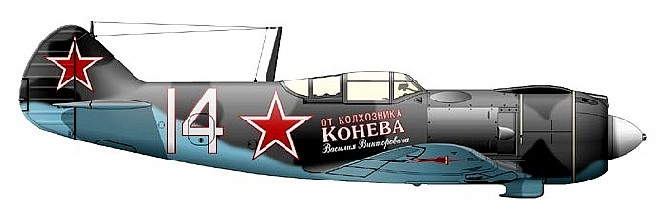 14
ОТ КОЛХОЗНИКА
КОНЕВА
Василия Викторовича